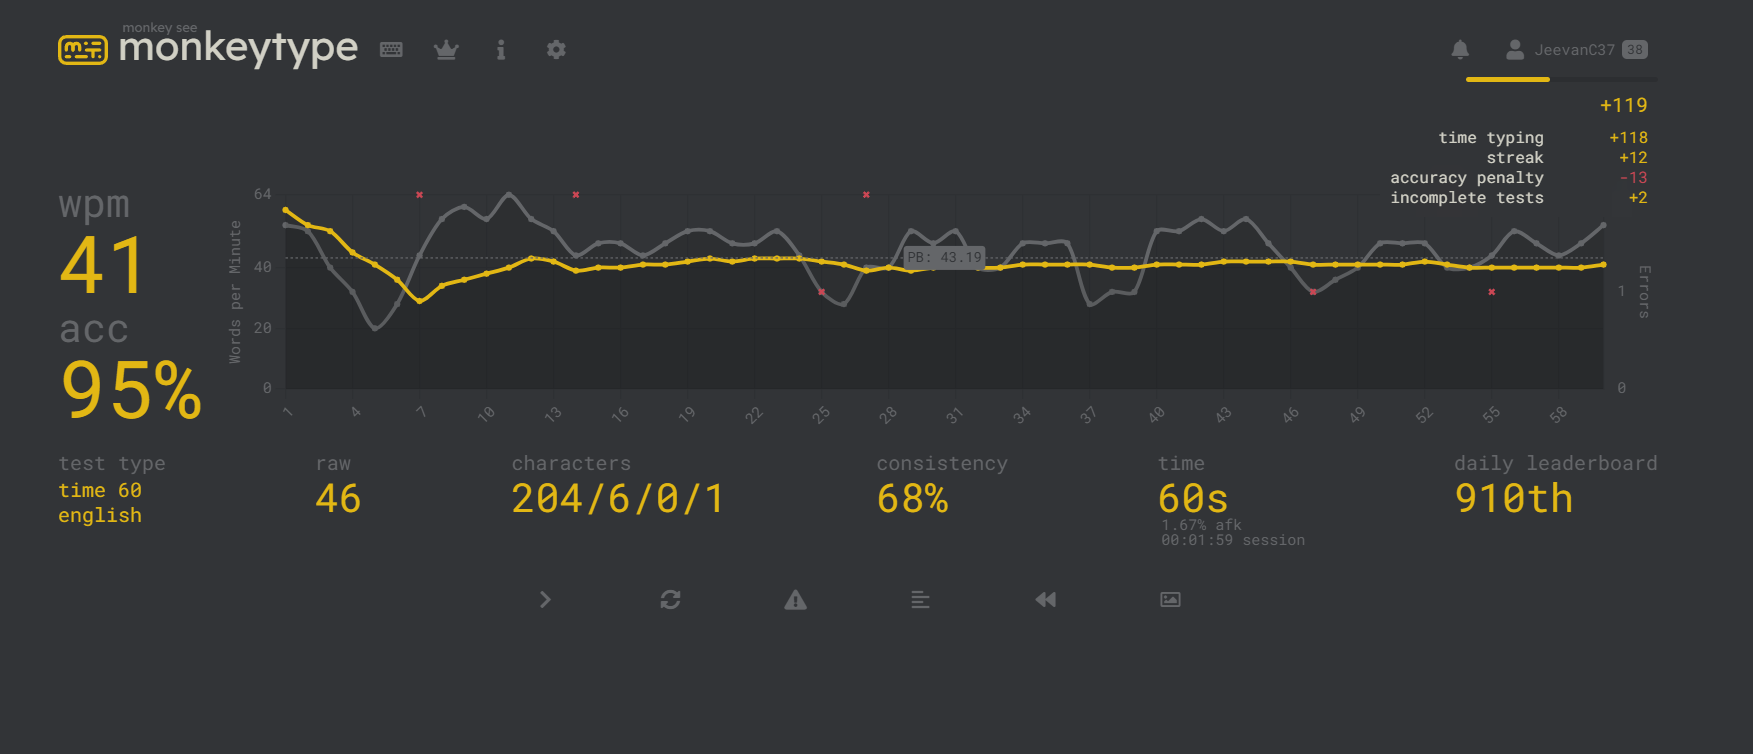 monkey see
monkeytype
JeevanC37 38
+119
time typing +118
streak +12
accuracy penalty -13
incomplete tests +2
wpm
41
acc
95%
Words per Minute
64
40
20
0
PB: 43.19
Errors
1
0
1 4 7 10 13 16 19 22 25 28 31 34 37 40 43 46 49 52 55 58
test type
time 60
english
raw
46
characters
204/6/0/1
consistency
68%
time
60s
1.67% afk
00:01:59 session
daily leaderboard
910th